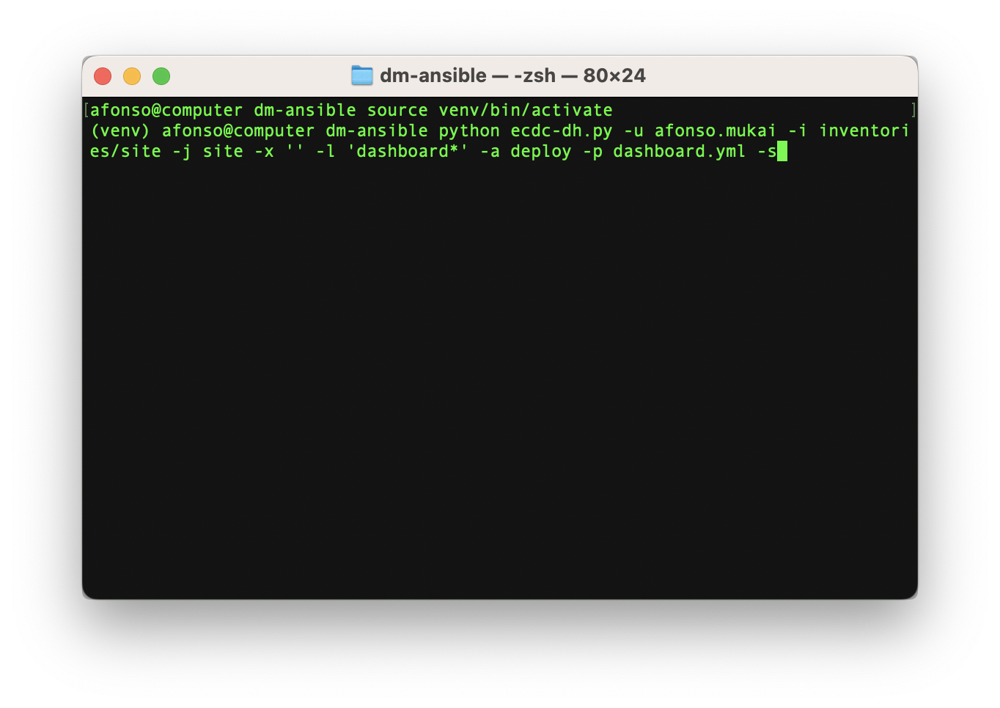 dm-ansible — -zsh — 80×24
[afonso@computer dm-ansible source venv/bin/activate ]
(venv) afonso@computer dm-ansible python ecdc-dh.py -u afonso.mukai -i inventori
es/site -j site -x '' -l 'dashboard*' -a deploy -p dashboard.yml -s